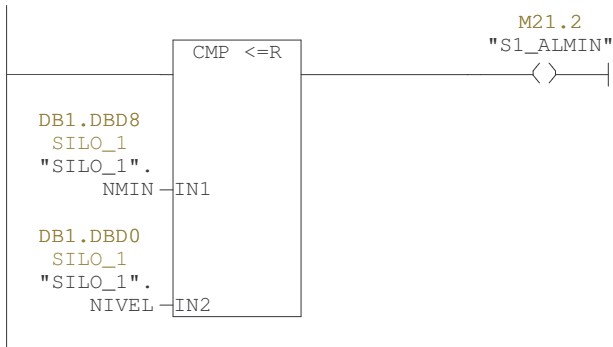 M21.2
"S1_ALMIN"
CMP <=R
DB1.DBD8
SILO_1
"SILO_1".
NMIN IN1
DB1.DBD0
SILO_1
"SILO_1".
NIVEL IN2